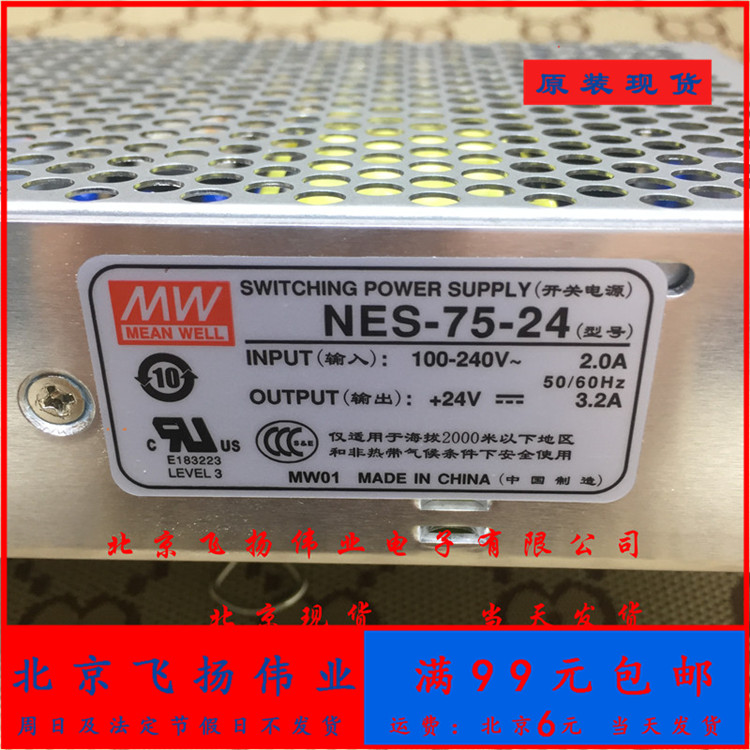 原装现货
MW
MEAN WELL
SWITCHING POWER SUPPLY(开关电源)
NES-75-24(型号)
INPUT(输入): 100-240V~ 2.0A
50/60Hz
OUTPUT(输出): +24V 3.2A
10
c RU US
E183223
LEVEL 3
CCC S&E
仅适用于海拔2000米以下地区
和非热带气候条件下安全使用
MW01 MADE IN CHINA(中国制造)
北京飞扬伟业电子有限公司
北京现货 当天发货
北京飞扬伟业
周日及法定节假日不发货
满99元包邮
运费:北京6元 当天发货